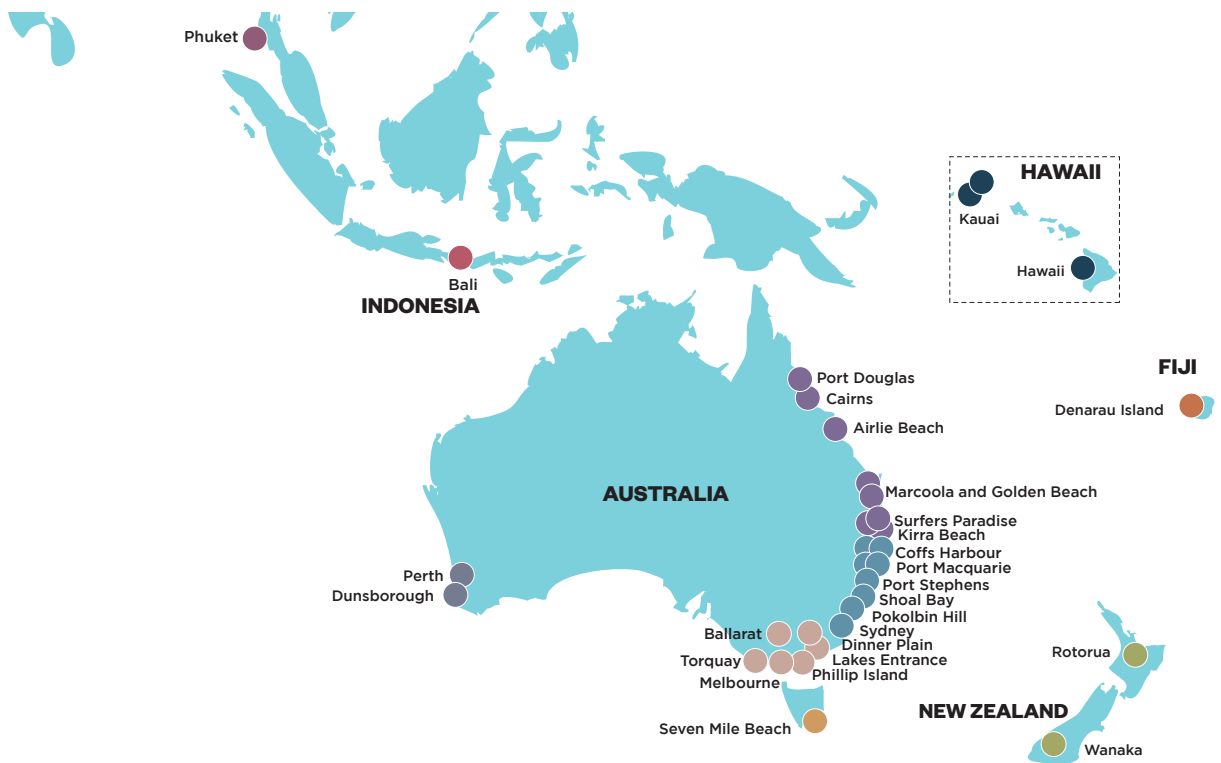 Phuket
HAWAII
Kauai
Hawaii
Bali
INDONESIA
FIJI
Denarau Island
Port Douglas
Cairns
Airlie Beach
AUSTRALIA
Marcoola and Golden Beach
Surfers Paradise
Kirra Beach
Coffs Harbour
Port Macquarie
Port Stephens
Shoal Bay
Pokolbin Hill
Sydney
Dinner Plain
Lakes Entrance
Phillip Island
Perth
Dunsborough
Ballarat
Torquay
Melbourne
Seven Mile Beach
Rotorua
NEW ZEALAND
Wanaka